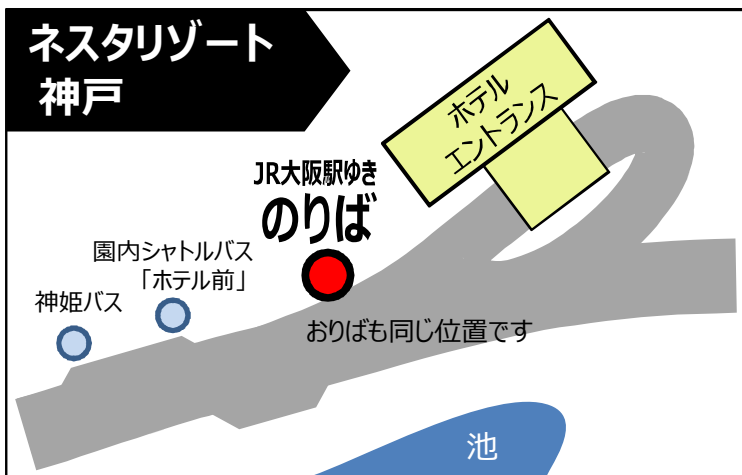 ネスタリゾート
神戸
ホテル
エントランス
JR大阪駅ゆき
のりば
園内シャトルバス
「ホテル前」
神姫バス
おりばも同じ位置です
池